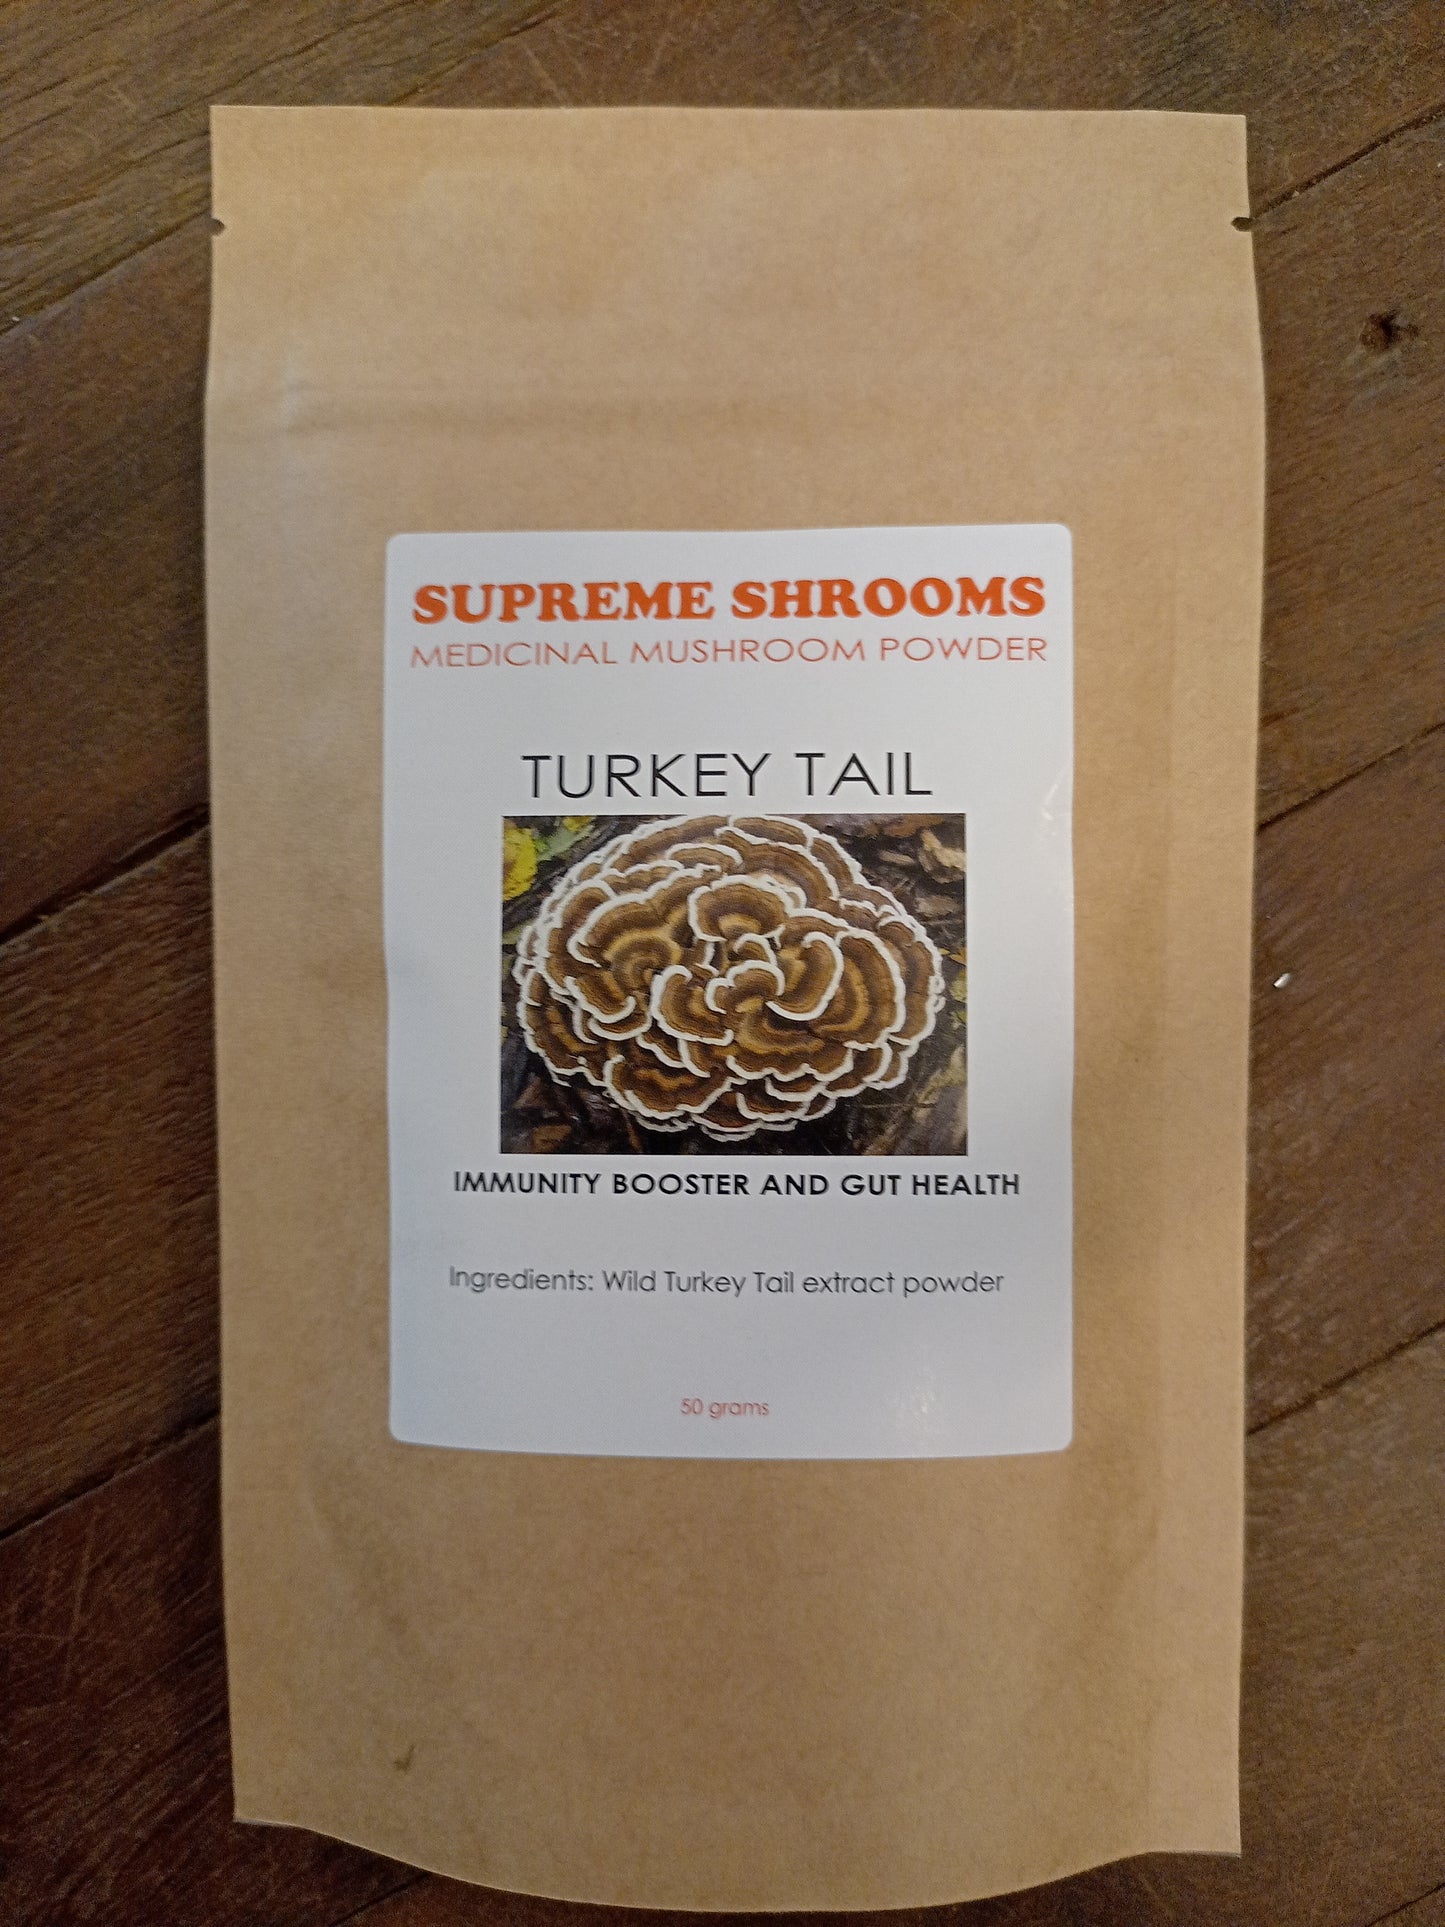 SUPREME SHROOMS
MEDICINAL MUSHROOM POWDER
TURKEY TAIL
IMMUNITY BOOSTER AND GUT HEALTH
Ingredients: Wild Turkey Tail extract powder
50 grams